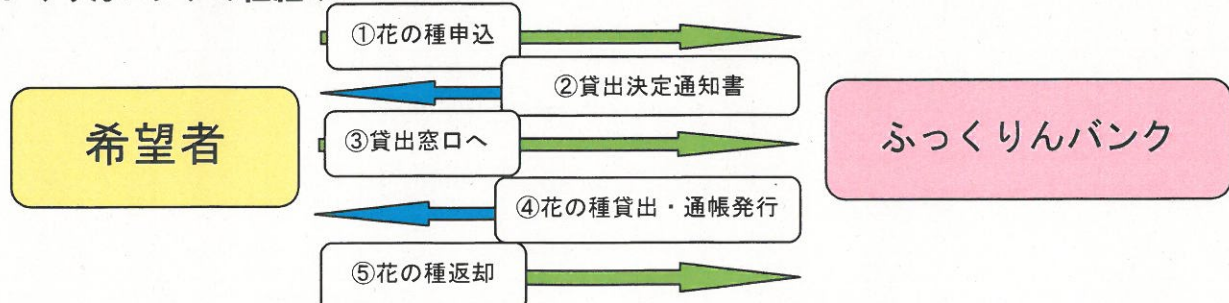 ①花の種申込
②貸出決定通知書
希望者
③貸出窓口へ
ふっくりんバンク
④花の種貸出・通帳発行
⑤花の種返却